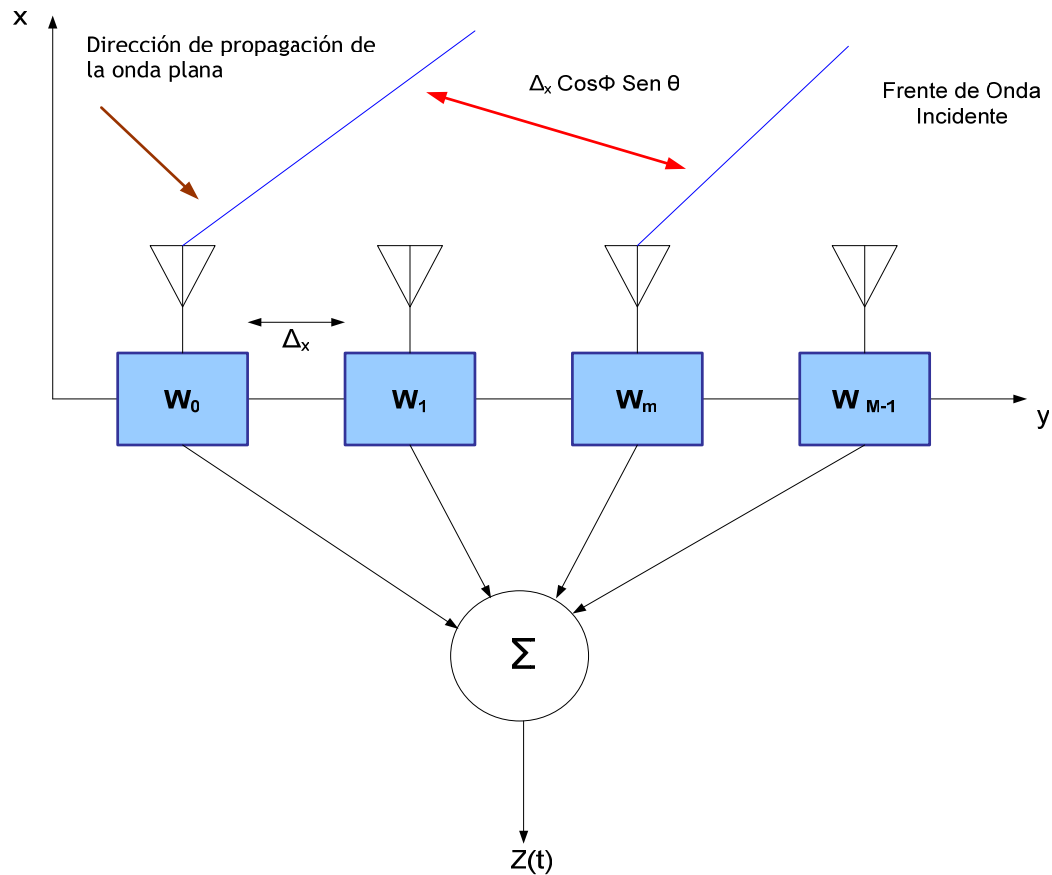 x
Dirección de propagación de
la onda plana
Δx CosΦ Sen θ
Frente de Onda
Incidente
Δx
W0
W1
Wm
W M-1
y
Σ
Z(t)